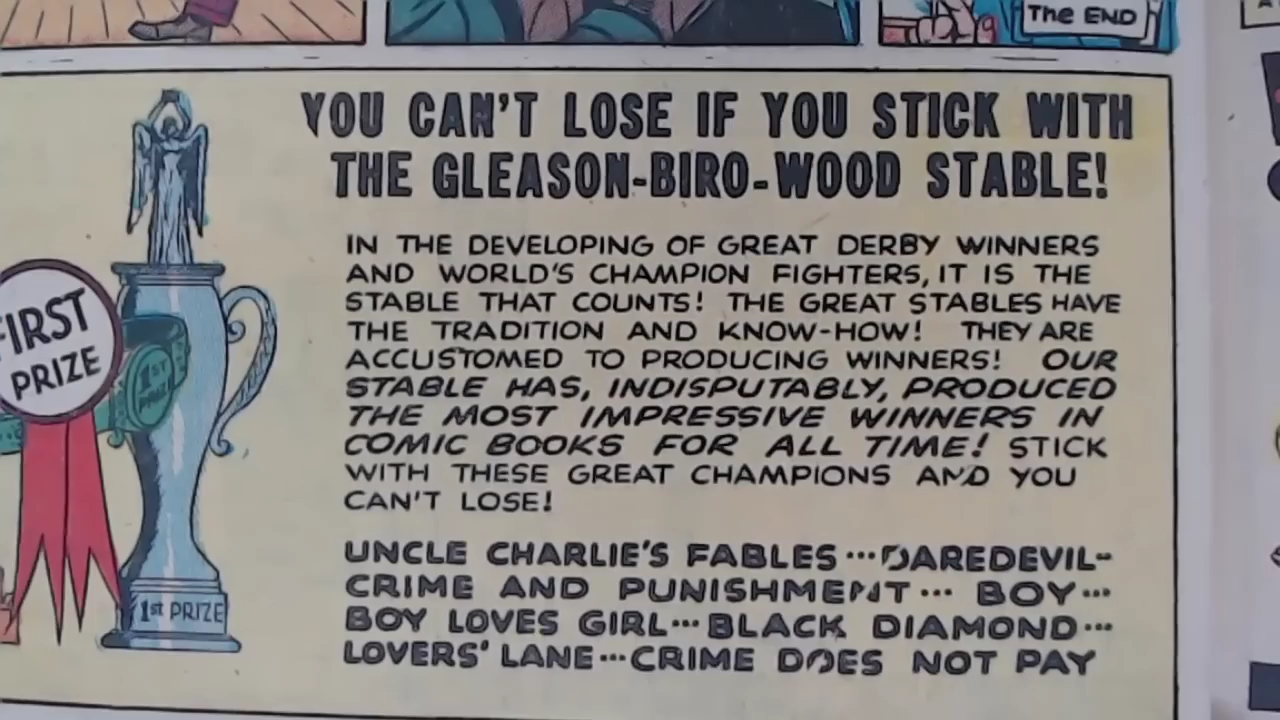 The END
YOU CAN'T LOSE IF YOU STICK WITH
THE GLEASON-BIRO-WOOD STABLE!
IN THE DEVELOPING OF GREAT DERBY WINNERS
AND WORLD'S CHAMPION FIGHTERS, IT IS THE
STABLE THAT COUNTS! THE GREAT STABLES HAVE
THE TRADITION AND KNOW-HOW! THEY ARE
ACCUSTOMED TO PRODUCING WINNERS! OUR
STABLE HAS, INDISPUTABLY, PRODUCED
THE MOST IMPRESSIVE WINNERS IN
COMIC BOOKS FOR ALL TIME! STICK
WITH THESE GREAT CHAMPIONS AND YOU
CAN'T LOSE!
UNCLE CHARLIE'S FABLES...DAREDEVIL-
CRIME AND PUNISHMENT... BOY...
BOY LOVES GIRL...BLACK DIAMOND...
LOVERS' LANE...CRIME DOES NOT PAY
FIRST
PRIZE
1ST
PRIZE
1st PRIZE